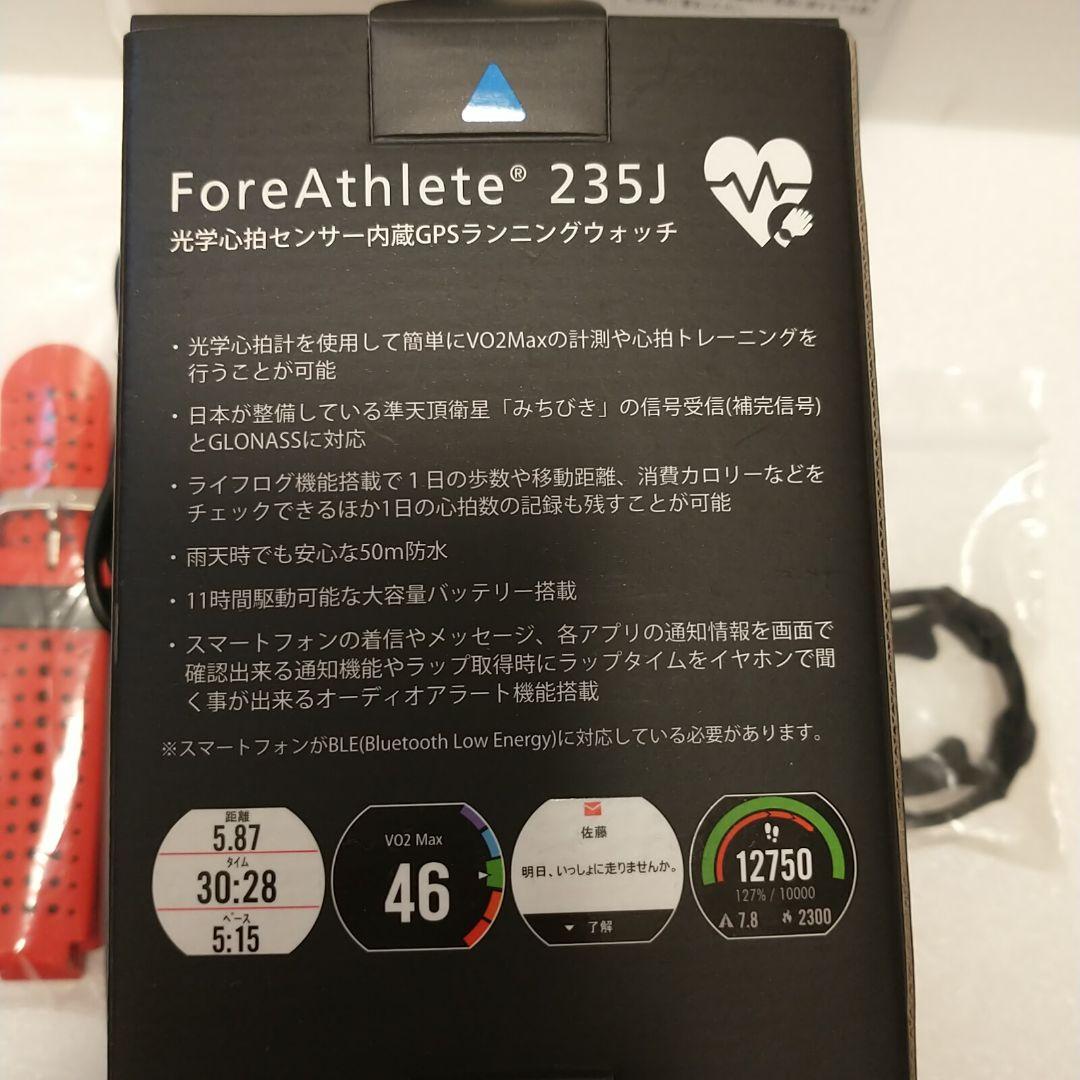 ForeAthlete® 235J
光学心拍センサー内蔵GPSランニングウォッチ
・光学心拍計を使用して簡単にVO2Maxの計測や心拍トレーニングを
行うことが可能
・日本が整備している準天頂衛星「みちびき」の信号受信(補完信号)
とGLONASSに対応
・ライフログ機能搭載で１日の歩数や移動距離、消費カロリーなどを
チェックできるほか1日の心拍数の記録も残すことが可能
・雨天時でも安心な50m防水
・11時間駆動可能な大容量バッテリー搭載
・スマートフォンの着信やメッセージ、各アプリの通知情報を画面で
確認出来る通知機能やラップ取得時にラップタイムをイヤホンで聞
く事が出来るオーディオアラート機能搭載
※スマートフォンがBLE(Bluetooth Low Energy)に対応している必要があります。
距離
5.87
タイム
30:28
ペース
5:15
VO2 Max
46
佐藤
明日、いっしょに走りませんか。
了解
12750
127% / 10000
7.8 2300